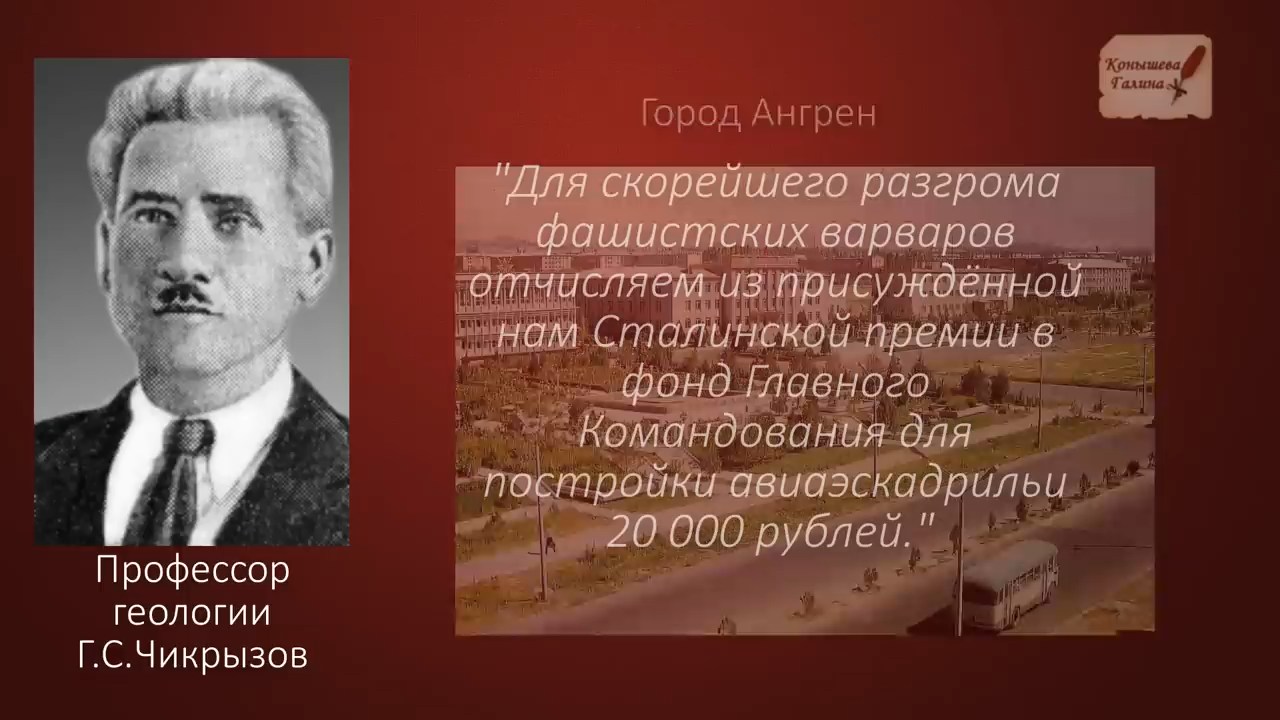 Конышева
Галина
Город Ангрен
"Для скорейшего разгрома
фашистских варваров
отчисляем из присуждённой
нам Сталинской премии в
фонд Главного
Командования для
постройки авиаэскадрильи
20 000 рублей."
Профессор
геологии
Г.С.Чикрызов